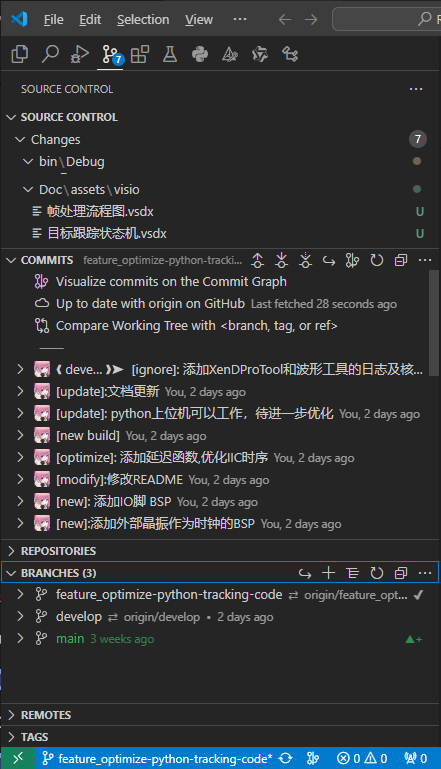 File Edit Selection View ···
7
SOURCE CONTROL ···
SOURCE CONTROL
Changes 7
bin\Debug
Doc\assets\visio
帧处理流程图.vsdx U
目标跟踪状态机.vsdx U
COMMITS feature_optimize-python-tracki... ···
Visualize commits on the Commit Graph
Up to date with origin on GitHub Last fetched 28 seconds ago
Compare Working Tree with <branch, tag, or ref>
deve... [ignore]: 添加XenDProTool和波形工具的日志及核...
[update]:文档更新 You, 2 days ago
[update]: python上位机可以工作，待进一步优化 You, 2 days ago
[new build] You, 2 days ago
[optimize]: 添加延迟函数,优化IIC时序 You, 2 days ago
[modify]:修改README You, 2 days ago
[new]: 添加IO脚 BSP You, 2 days ago
[new]:添加外部晶振作为时钟的BSP You, 2 days ago
REPOSITORIES
BRANCHES (3) ···
feature_optimize-python-tracking-code ⇄ origin/feature_opt... ✓
develop ⇄ origin/develop • 2 days ago
main 3 weeks ago ▲+
REMOTES
TAGS
feature_optimize-python-tracking-code* 0 0 0